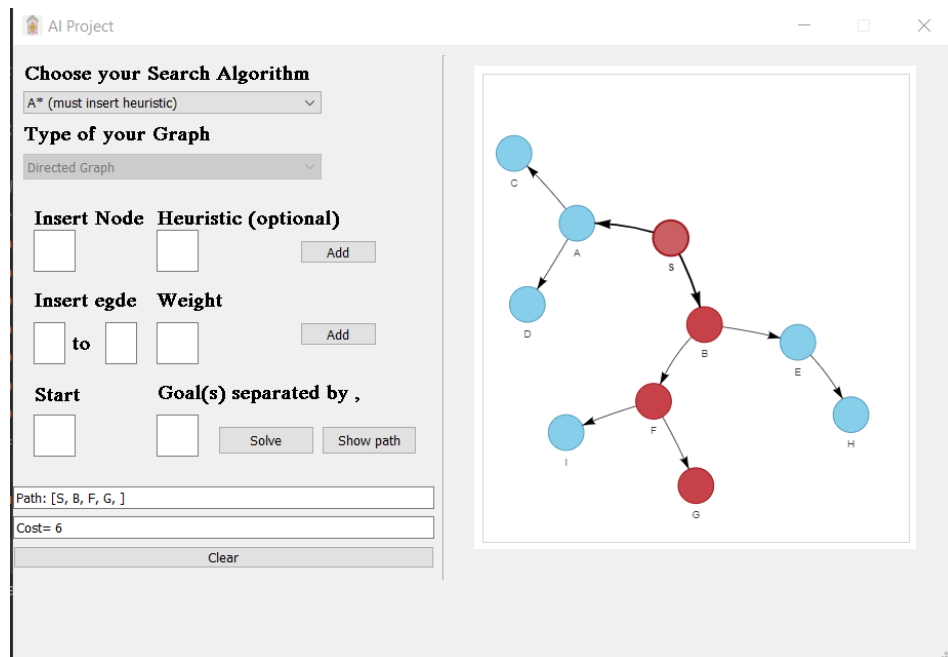 AI Project
Choose your Search Algorithm
A* (must insert heuristic)
Type of your Graph
Directed Graph
Insert Node Heuristic (optional)
Add
Insert egde Weight
to
Add
Start Goal(s) separated by ,
Solve Show path
Path: [S, B, F, G, ]
Cost= 6
Clear
C
A
S
D
B
E
F
H
I
G